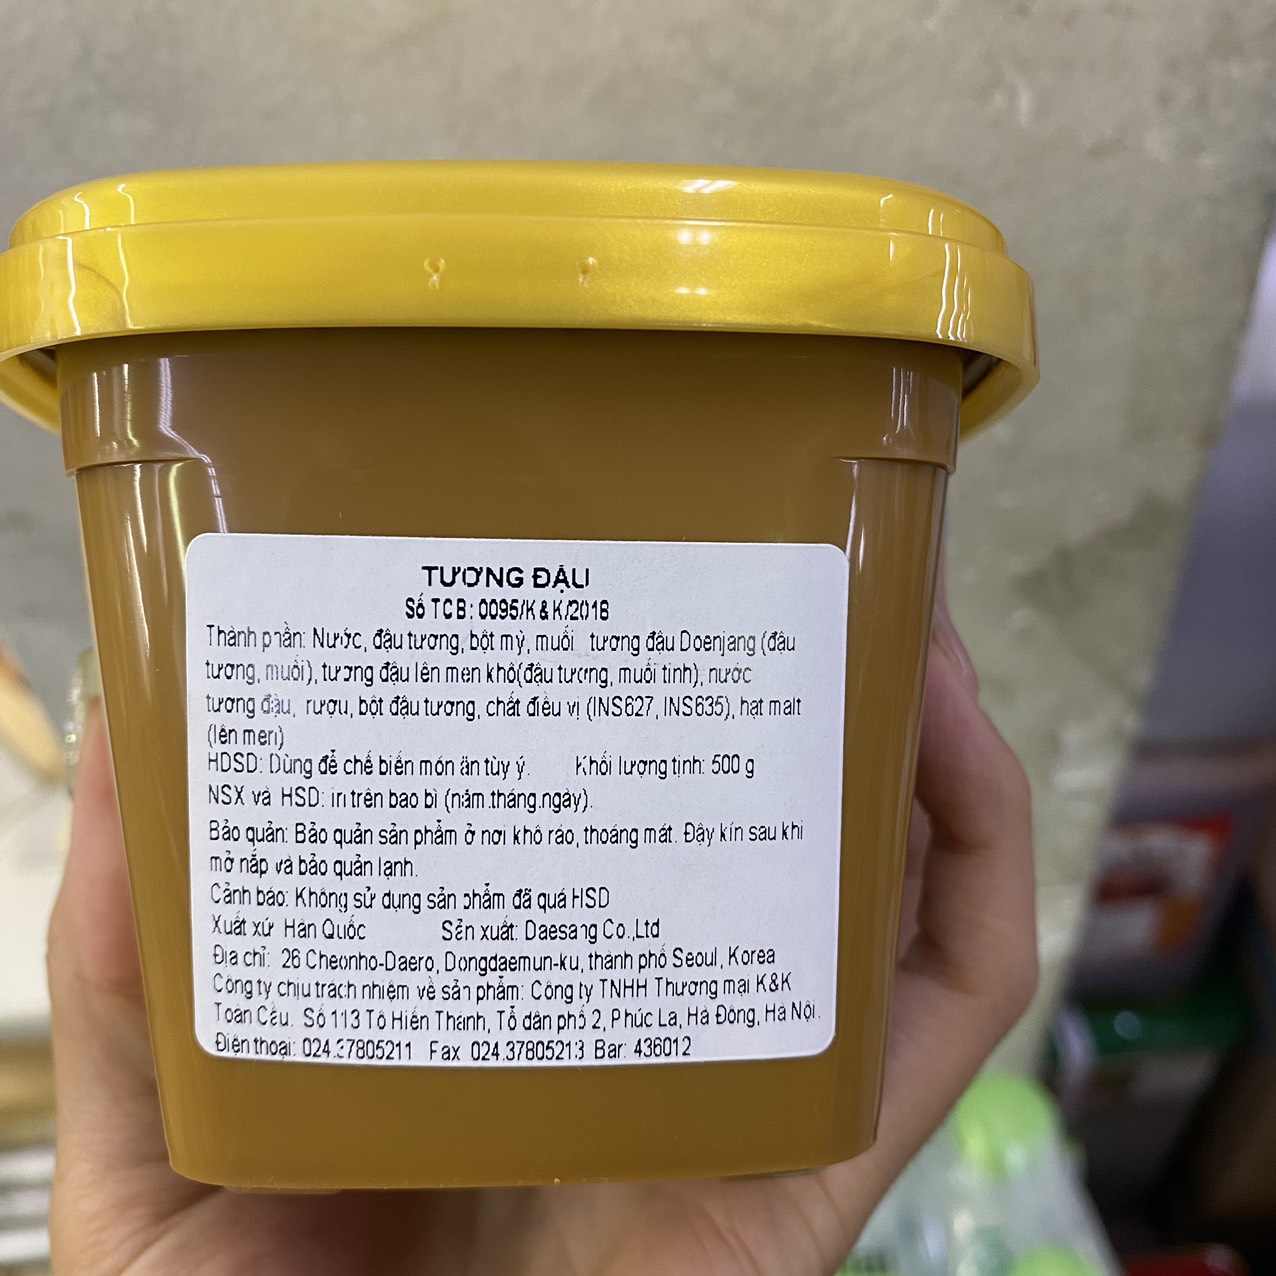 TƯƠNG ĐẬU
Số TCB: 0095/K&K/2018
Thành phần: Nước, đậu tương, bột mỳ, muối tương đậu Doenjang (đậu
tương, muối), tương đậu lên men khô(đậu tương, muối tinh), nước
tương đậu, rượu, bột đậu tương, chất điều vị (INS627, INS635), hạt malt
(lên men)
HDSD: Dùng để chế biến món ăn tùy ý. Khối lượng tịnh: 500 g
NSX và HSD: in trên bao bì (năm.tháng.ngày).
Bảo quản: Bảo quản sản phẩm ở nơi khô ráo, thoáng mát. Đậy kín sau khi
mở nắp và bảo quản lạnh.
Cảnh báo: Không sử dụng sản phẩm đã quá HSD
Xuất xứ Hàn Quốc Sản xuất: Daesang Co.,Ltd
Địa chỉ: 26 Cheonho-Daero, Dongdaemun-ku, thành phố Seoul, Korea
Công ty chịu trách nhiệm về sản phẩm: Công ty TNHH Thương mại K&K
Toàn Cầu. Số 113 Tô Hiến Thành, Tổ dân phố 2, Phúc La, Hà Đông, Hà Nội.
Điện thoại: 024.37805211 Fax 024.37805213 Bar: 436012